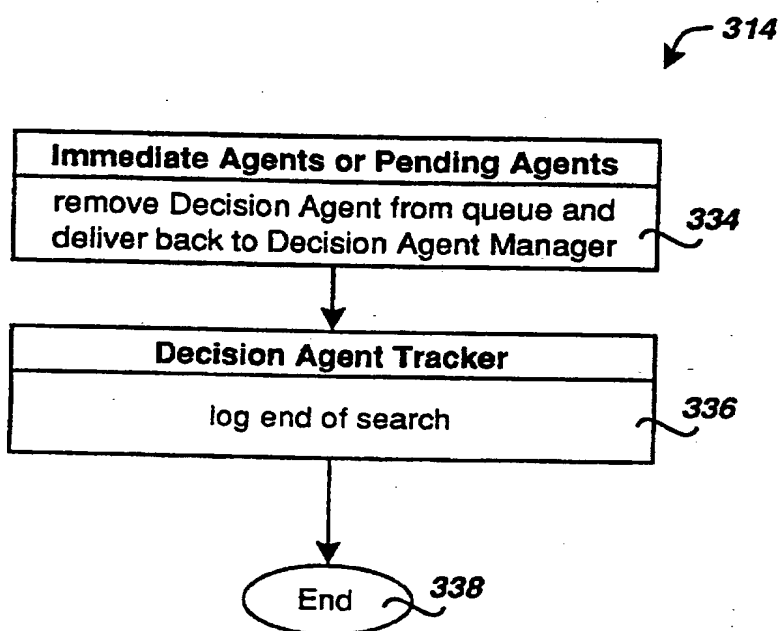 314
Immediate Agents or Pending Agents
remove Decision Agent from queue and
deliver back to Decision Agent Manager
334
Decision Agent Tracker
log end of search
336
End
338